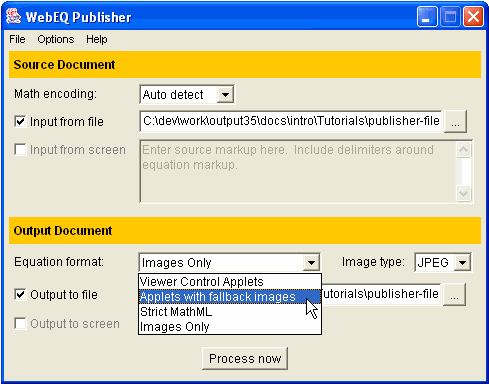 WebEQ Publisher
File Options Help
Source Document
Math encoding: Auto detect
Input from file C:\dev\work\output35\docs\intro\Tutorials\publisher-file ...
Input from screen Enter source markup here. Include delimiters around
equation markup.
Output Document
Equation format: Images Only Image type: JPEG
Viewer Control Applets
Applets with fallback images
Output to file Tutorials\publisher-file ...
Strict MathML
Output to screen Images Only
Process now